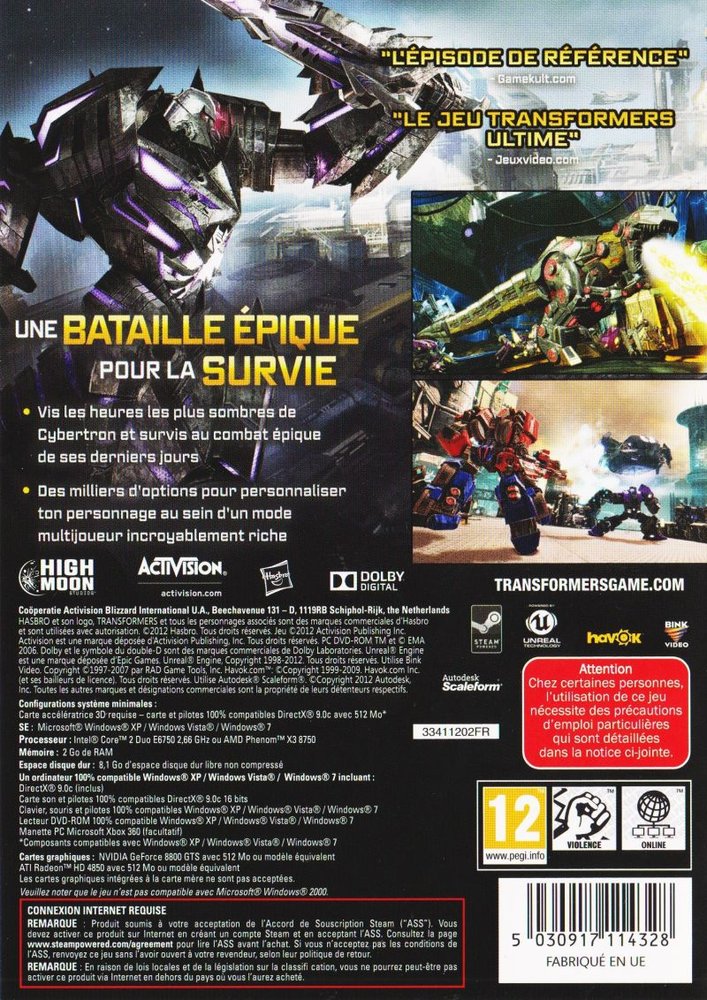 "L'ÉPISODE DE RÉFÉRENCE"
- Gamekult.com
"LE JEU TRANSFORMERS
ULTIME"
- Jeuxvideo.com
UNE BATAILLE ÉPIQUE
POUR LA SURVIE
• Vis les heures les plus sombres de
Cybertron et survis au combat épique
de ses derniers jours
• Des milliers d'options pour personnaliser
ton personnage au sein d'un mode
multijoueur incroyablement riche
HIGH
MOON
STUDIOS
ACTIVISION.
activision.com
Hasbro
DOLBY
DIGITAL
TRANSFORMERSGAME.COM
Coöperatie Activision Blizzard International U.A., Beechavenue 131 – D, 1119RB Schiphol-Rijk, the Netherlands
HASBRO et son logo, TRANSFORMERS et tous les personnages associés sont des marques commerciales d'Hasbro
et sont utilisées avec autorisation. ©2012 Hasbro. Tous droits réservés. Jeu © 2012 Activision Publishing Inc.
Activision est une marque déposée d'Activision Publishing, Inc. Tous droits réservés. PC DVD-ROM TM et © EMA
2006. Dolby et le symbole du double-D sont des marques commerciales de Dolby Laboratories. Unreal® Engine
est une marque déposée d'Epic Games. Unreal® Engine, Copyright 1998-2012. Tous droits réservés. Utilise Bink
Video. Copyright ©1997-2007 par RAD Game Tools, Inc. Havok.com™: ©Copyright 1999-2009. Havok.com Inc.
(et ses bailleurs de licence). Tous droits réservés. Utilise Autodesk® Scaleform®. ©Copyright 2012 Autodesk,
Inc. Toutes les autres marques et désignations commerciales sont la propriété de leurs détenteurs respectifs.
STEAM
POWERED
POWERED BY
UNREAL
TECHNOLOGY
havok
BINK
VIDEO
Autodesk
Scaleform
33411202FR
Attention
Chez certaines personnes,
l'utilisation de ce jeu
nécessite des précautions
d'emploi particulières
qui sont détaillées
dans la notice ci-jointe.
Configurations système minimales :
Carte accélératrice 3D requise – carte et pilotes 100% compatibles DirectX® 9.0c avec 512 Mo*
SE : Microsoft® Windows® XP / Windows Vista® / Windows® 7
Processeur : Intel® Core™ 2 Duo E6750 2,66 GHz ou AMD Phenom™ X3 8750
Mémoire : 2 Go de RAM
Espace disque dur : 8,1 Go d'espace disque dur libre non compressé
Un ordinateur 100% compatible Windows® XP / Windows Vista® / Windows® 7 incluant :
DirectX® 9.0c (inclus)
Carte son et pilotes 100% compatibles DirectX® 9.0c 16 bits
Clavier, souris et pilotes 100% compatibles Windows® XP / Windows Vista® / Windows® 7
Lecteur DVD-ROM 100% compatible Windows® XP / Windows Vista® / Windows® 7
Manette PC Microsoft Xbox 360 (facultatif)
*Composants compatibles avec Windows® XP / Windows Vista® / Windows® 7
Cartes graphiques : NVIDIA GeForce 8800 GTS avec 512 Mo ou modèle équivalent
ATI Radeon™ HD 4850 avec 512 Mo ou modèle équivalent
Les cartes graphiques intégrées à la carte mère ne sont pas acceptées.
Veuillez noter que le jeu n'est pas compatible avec Microsoft® Windows® 2000.
12
www.pegi.info
VIOLENCE
ONLINE
CONNEXION INTERNET REQUISE
REMARQUE : Produit soumis à votre acceptation de l'Accord de Souscription Steam ("ASS"). Vous
devez activer ce produit sur Internet en créant un compte Steam et en acceptant l'ASS. Consultez la page
www.steampowered.com/agreement pour lire l'ASS avant l'achat. Si vous n'acceptez pas les conditions de
l'ASS, renvoyez ce jeu sans l'avoir ouvert à votre revendeur, selon leur politique de retour.
REMARQUE : En raison de lois locales et de la législation sur la classifi cation, vous ne pourrez peut-être pas
activer ce produit via Internet en dehors du pays où vous l'aurez acheté.
5 030917 114328
FABRIQUÉ EN UE